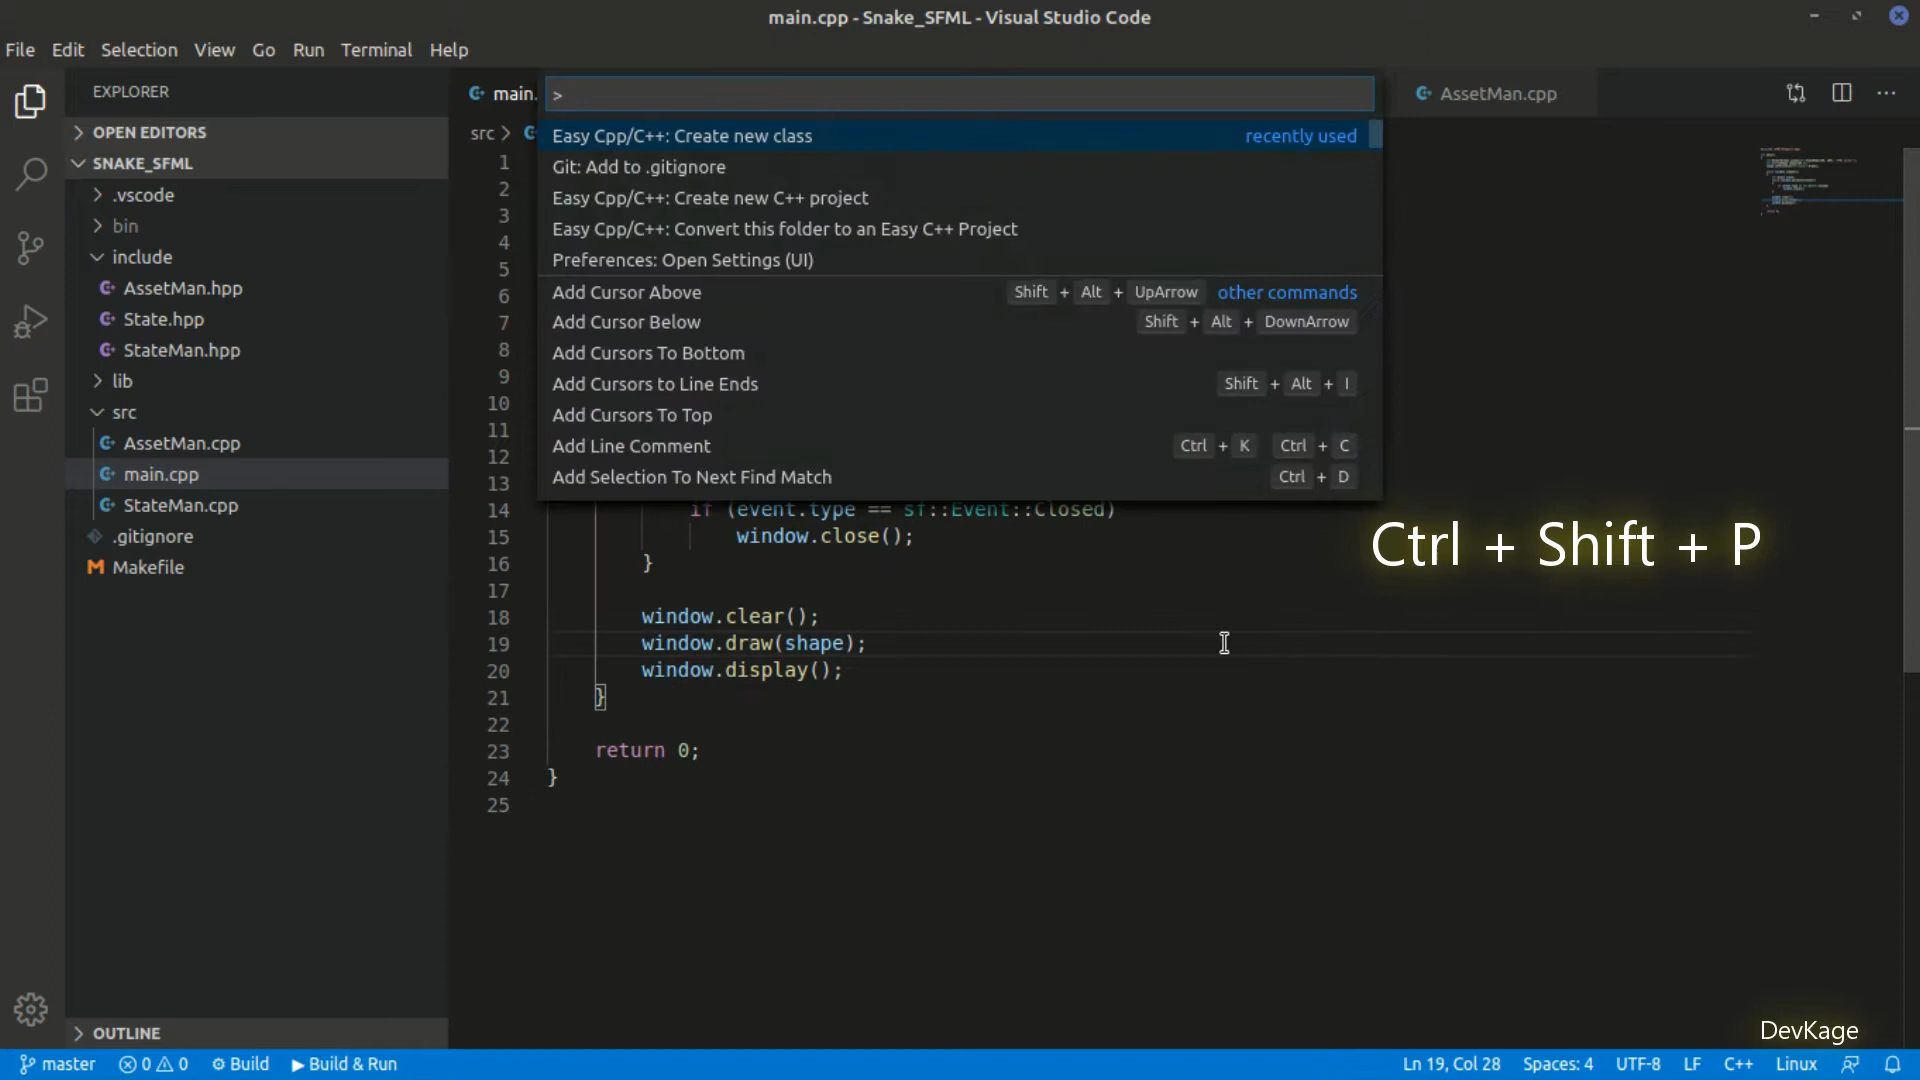 main.cpp - Snake_SFML - Visual Studio Code
File Edit Selection View Go Run Terminal Help
EXPLORER
OPEN EDITORS
SNAKE_SFML
.vscode
bin
include
AssetMan.hpp
State.hpp
StateMan.hpp
lib
src
AssetMan.cpp
main.cpp
StateMan.cpp
.gitignore
Makefile
OUTLINE
main.
AssetMan.cpp
src >
>
Easy Cpp/C++: Create new class recently used
Git: Add to .gitignore
Easy Cpp/C++: Create new C++ project
Easy Cpp/C++: Convert this folder to an Easy C++ Project
Preferences: Open Settings (UI)
Add Cursor Above Shift + Alt + UpArrow other commands
Add Cursor Below Shift + Alt + DownArrow
Add Cursors To Bottom
Add Cursors to Line Ends Shift + Alt + I
Add Cursors To Top
Add Line Comment Ctrl + K Ctrl + C
Add Selection To Next Find Match Ctrl + D
1
2
3
4
5
6
7
8
9
10
11
12
13
14 if (event.type == sf::Event::Closed)
15 window.close();
16 }
17
18 window.clear();
19 window.draw(shape);
20 window.display();
21 }
22
23 return 0;
24 }
25
Ctrl + Shift + P
DevKage
master 0 0 Build Build & Run
Ln 19, Col 28 Spaces: 4 UTF-8 LF C++ Linux